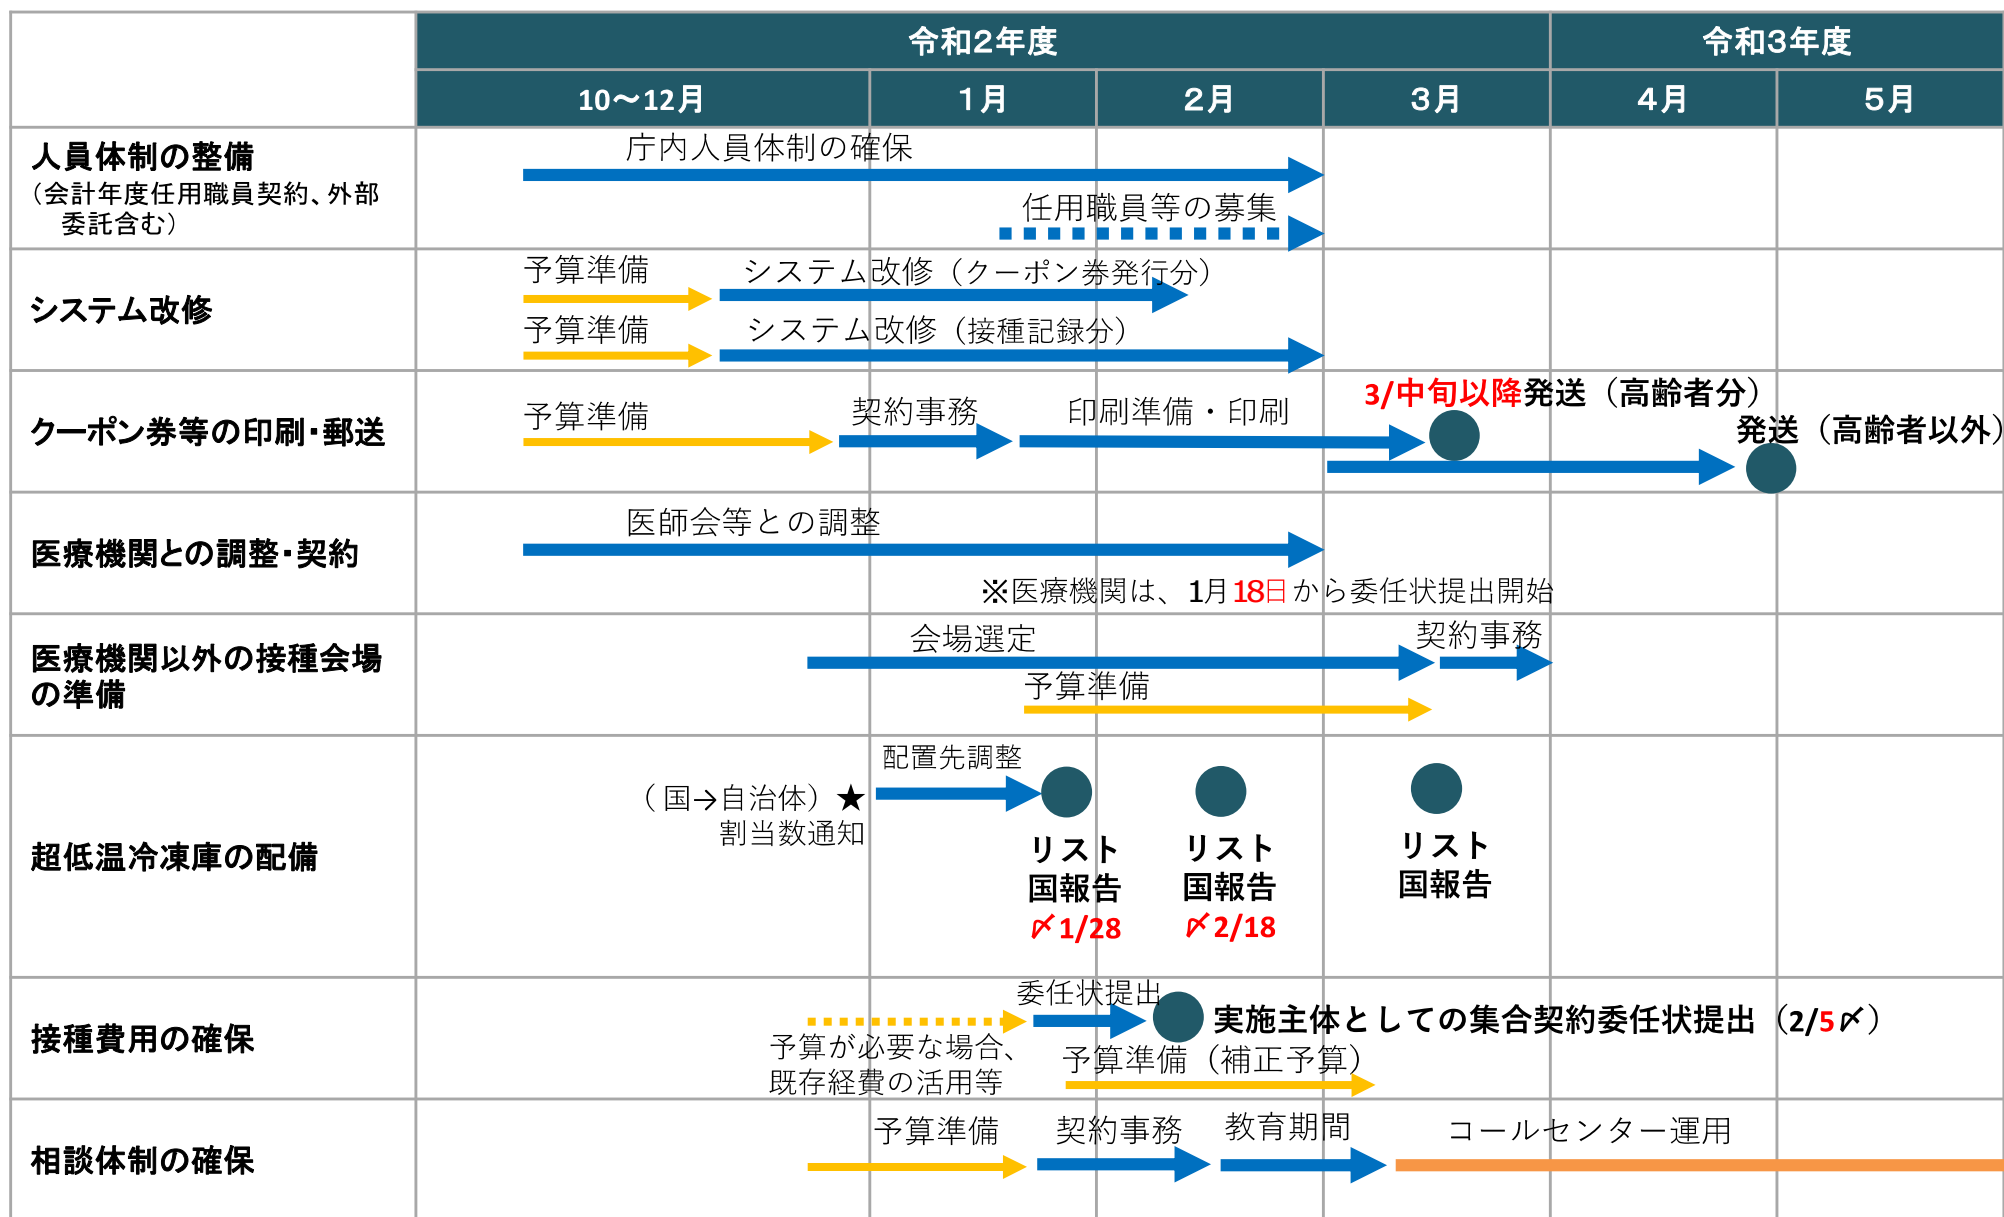 令和2年度
令和3年度
10～12月
1月
2月
3月
4月
5月
人員体制の整備
（会計年度任用職員契約、外部
委託含む）
庁内人員体制の確保
任用職員等の募集
システム改修
予算準備
システム改修（クーポン券発行分）
予算準備
システム改修（接種記録分）
クーポン券等の印刷・郵送
予算準備
契約事務
印刷準備・印刷
3/中旬以降発送（高齢者分）
発送（高齢者以外）
医療機関との調整・契約
医師会等との調整
※医療機関は、1月18日から委任状提出開始
医療機関以外の接種会場
の準備
会場選定
契約事務
予算準備
超低温冷凍庫の配備
（国→自治体）★
割当数通知
配置先調整
リスト
国報告
〆1/28
リスト
国報告
〆2/18
リスト
国報告
接種費用の確保
予算が必要な場合、
既存経費の活用等
委任状提出
実施主体としての集合契約委任状提出（2/5〆）
予算準備（補正予算）
相談体制の確保
予算準備
契約事務
教育期間
コールセンター運用